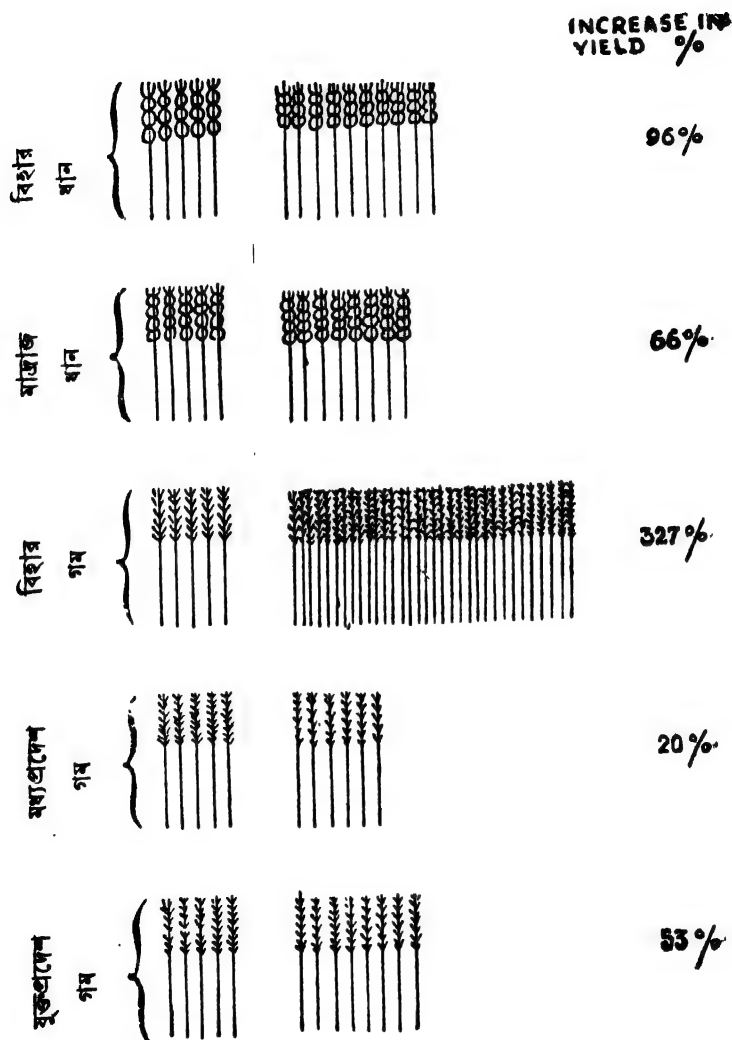 INCREASE IN
YIELD %
বিহার
ধান
96%
মাদ্রাজ
ধান
66%
বিহার
গম
327%
মধ্যপ্রদেশ
গম
20%
যুক্তপ্রদেশ
গম
53%